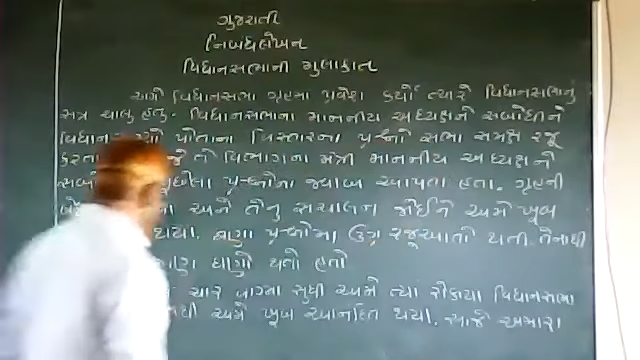 ગુજરાતી
નિબંધલેખન
વિધાનસભાની મુલાકાત
અમે વિધાનસભા ગૃહમા પ્રવેશ કર્યો ત્યારે વિધાનસભાનુ
સત્ર ચાલુ હતુ. વિધાનસભાના માનનીય અધ્યક્ષને સંબોધીને
પોતાના વિસ્તારના પ્રશ્નો સભા સમક્ષ રજૂ
તે વિભાગના મંત્રી માનનીય અધ્યક્ષને
પૂછેલા પ્રશ્નોના જવાબ આપતા હતા. ગૃહની
અને તેનુ સંચાલન જોઈને અમે ખૂબ
થયા. ઘણા પ્રશ્નોમા ઉગ્ર રજૂઆતો થતી. તેનાથી
થતો હતો
ચાર વાગ્યા સુધી અમે ત્યા રોકાયા વિધાનસભા
અમે ખૂબ આનંદિત થયા. આજે અમારા